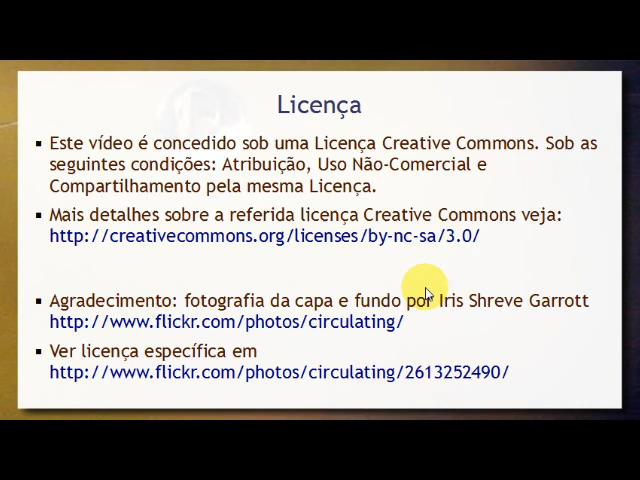 Licença
Este vídeo é concedido sob uma Licença Creative Commons. Sob as
seguintes condições: Atribuição, Uso Não-Comercial e
Compartilhamento pela mesma Licença.
Mais detalhes sobre a referida licença Creative Commons veja:
http://creativecommons.org/licenses/by-nc-sa/3.0/
Agradecimento: fotografia da capa e fundo por Iris Shreve Garrott
http://www.flickr.com/photos/circulating/
Ver licença específica em
http://www.flickr.com/photos/circulating/2613252490/